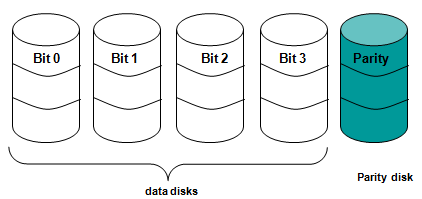 Bit 0 Bit 1 Bit 2 Bit 3 Parity
data disks
Parity disk